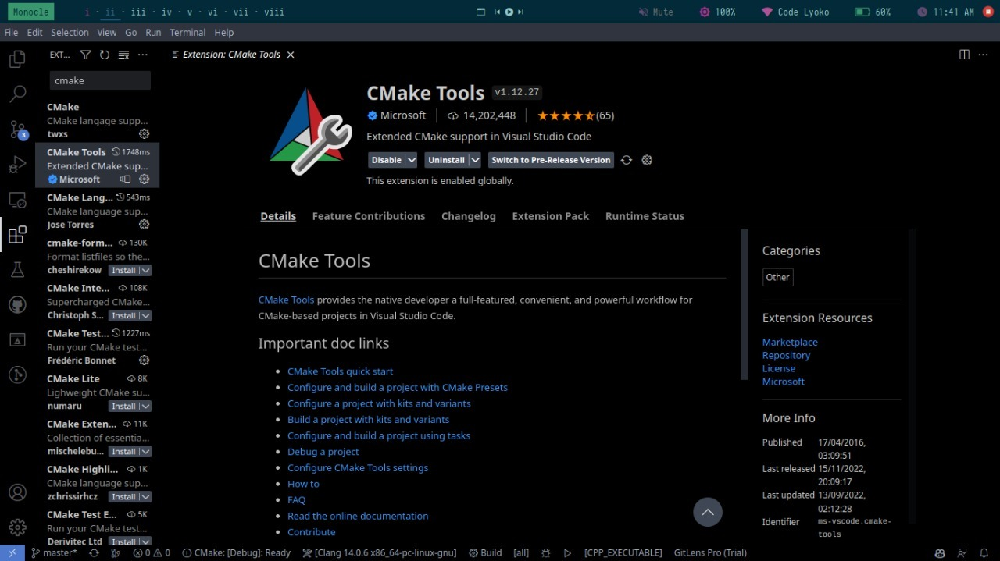 Monocle i · ii · iii · iv · v · vi · vii · viii Mute 100% Code Lyoko 60% 11:41 AM
File Edit Selection View Go Run Terminal Help
EXT...
cmake
CMake
CMake langage supp...
twxs
CMake Tools 1748ms
Extended CMake sup...
Microsoft
CMake Lang... 543ms
CMake language sup...
Jose Torres
cmake-form... 130K
Format listfiles so the...
cheshirekow Install
CMake Inte... 108K
Supercharged CMake...
Christoph S... Install
CMake Test... 1227ms
Run your CMake test...
Frédéric Bonnet
CMake Lite 8K
Lighweight CMake su...
numaru Install
CMake Exten... 11K
Collection of essentia...
mischelebu... Install
CMake Highli... 1K
CMake language sup...
zchrissirhcz Install
CMake Test E... 5K
Run your CMake test...
Derivitec Ltd Install
3
Extension: CMake Tools
CMake Tools v1.12.27
Microsoft 14,202,448 (65)
Extended CMake support in Visual Studio Code
Disable Uninstall Switch to Pre-Release Version
This extension is enabled globally.
Details Feature Contributions Changelog Extension Pack Runtime Status
CMake Tools
CMake Tools provides the native developer a full-featured, convenient, and powerful workflow for
CMake-based projects in Visual Studio Code.
Important doc links
• CMake Tools quick start
• Configure and build a project with CMake Presets
• Configure a project with kits and variants
• Build a project with kits and variants
• Configure and build a project using tasks
• Debug a project
• Configure CMake Tools settings
• How to
• FAQ
• Read the online documentation
• Contribute
Categories
Other
Extension Resources
Marketplace
Repository
License
Microsoft
More Info
Published 17/04/2016,
03:09:51
Last released 15/11/2022,
20:09:17
Last updated 13/09/2022,
02:12:28
Identifier ms-vscode.cmake-
tools
master* 0 0 CMake: [Debug]: Ready [Clang 14.0.6 x86_64-pc-linux-gnu] Build [all] [CPP_EXECUTABLE] GitLens Pro (Trial)